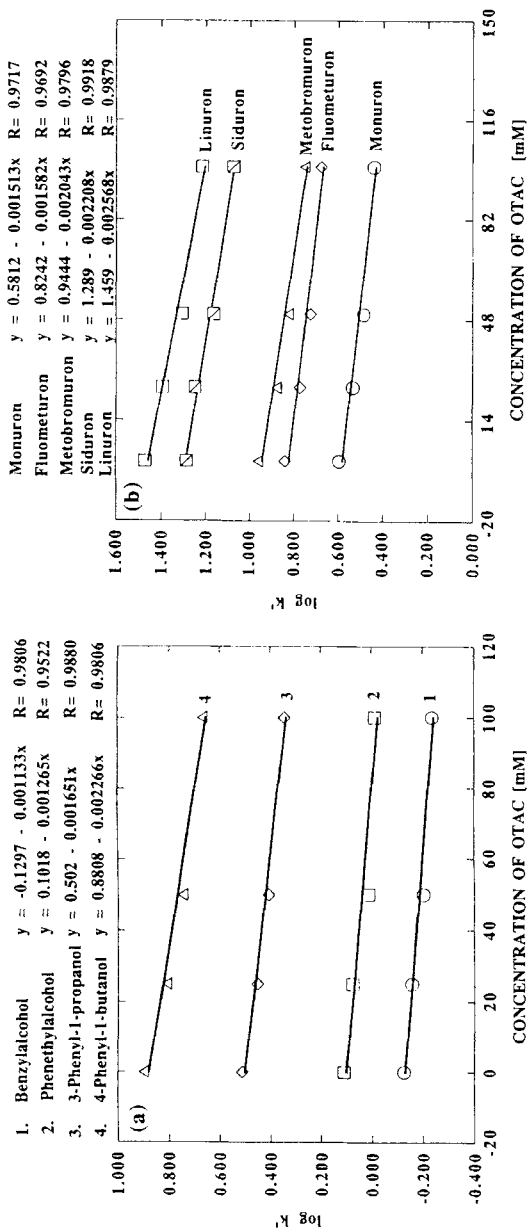 1. Benzylalcohol y = -0.1297 - 0.001133x R= 0.9806
2. Phenethylalcohol y = 0.1018 - 0.001265x R= 0.9522
3. 3-Phenyl-1-propanol y = 0.502 - 0.001651x R= 0.9880
4. 4-Phenyl-1-butanol y = 0.8808 - 0.002266x R= 0.9806
(a)
1.000
0.800
0.600
0.400
0.200
0.000
-0.200
-0.400
log k'
4
3
2
1
-20 0 20 40 60 80 100 120
CONCENTRATION OF OTAC [mM]
Monuron y = 0.5812 - 0.001513x R= 0.9717
Fluometuron y = 0.8242 - 0.001582x R= 0.9692
Metobromuron y = 0.9444 - 0.002043x R= 0.9796
Siduron y = 1.289 - 0.002208x R= 0.9918
Linuron y = 1.459 - 0.002568x R= 0.9879
(b)
1.600
1.400
1.200
1.000
0.800
0.600
0.400
0.200
0.000
log k'
Linuron
Siduron
Metobromuron
Fluometuron
Monuron
-20 14 48 82 116 150
CONCENTRATION OF OTAC [mM]